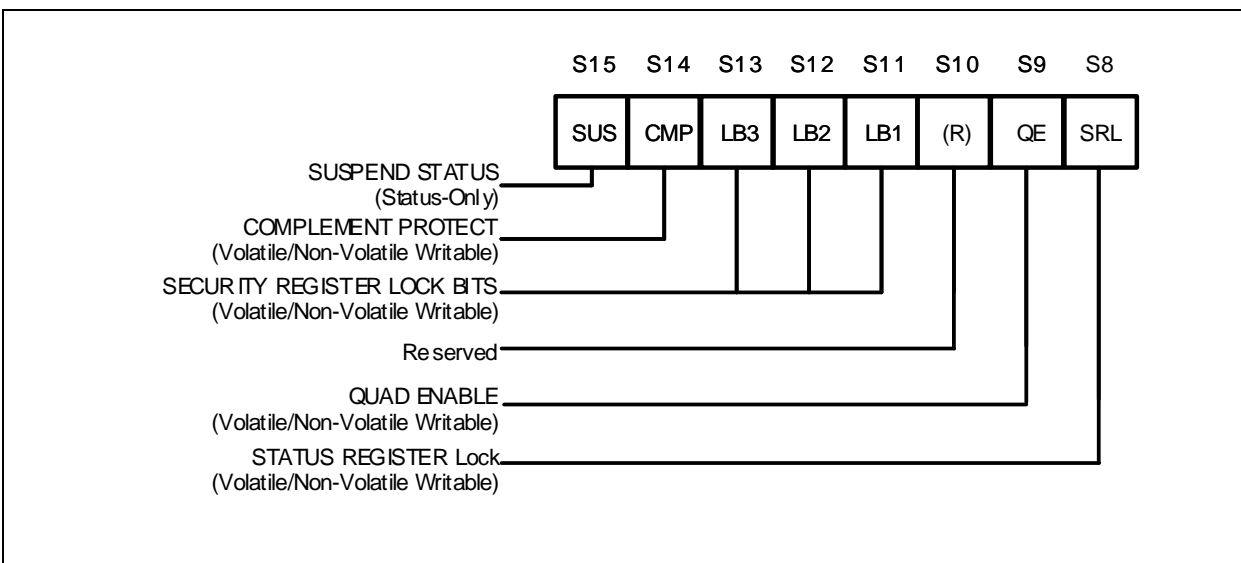 S15 S14 S13 S12 S11 S10 S9 S8
SUS CMP LB3 LB2 LB1 (R) QE SRL
SUSPEND STATUS
(Status-Only)
COMPLEMENT PROTECT
(Volatile/Non-Volatile Writable)
SECURITY REGISTER LOCK BITS
(Volatile/Non-Volatile Writable)
Reserved
QUAD ENABLE
(Volatile/Non-Volatile Writable)
STATUS REGISTER Lock
(Volatile/Non-Volatile Writable)